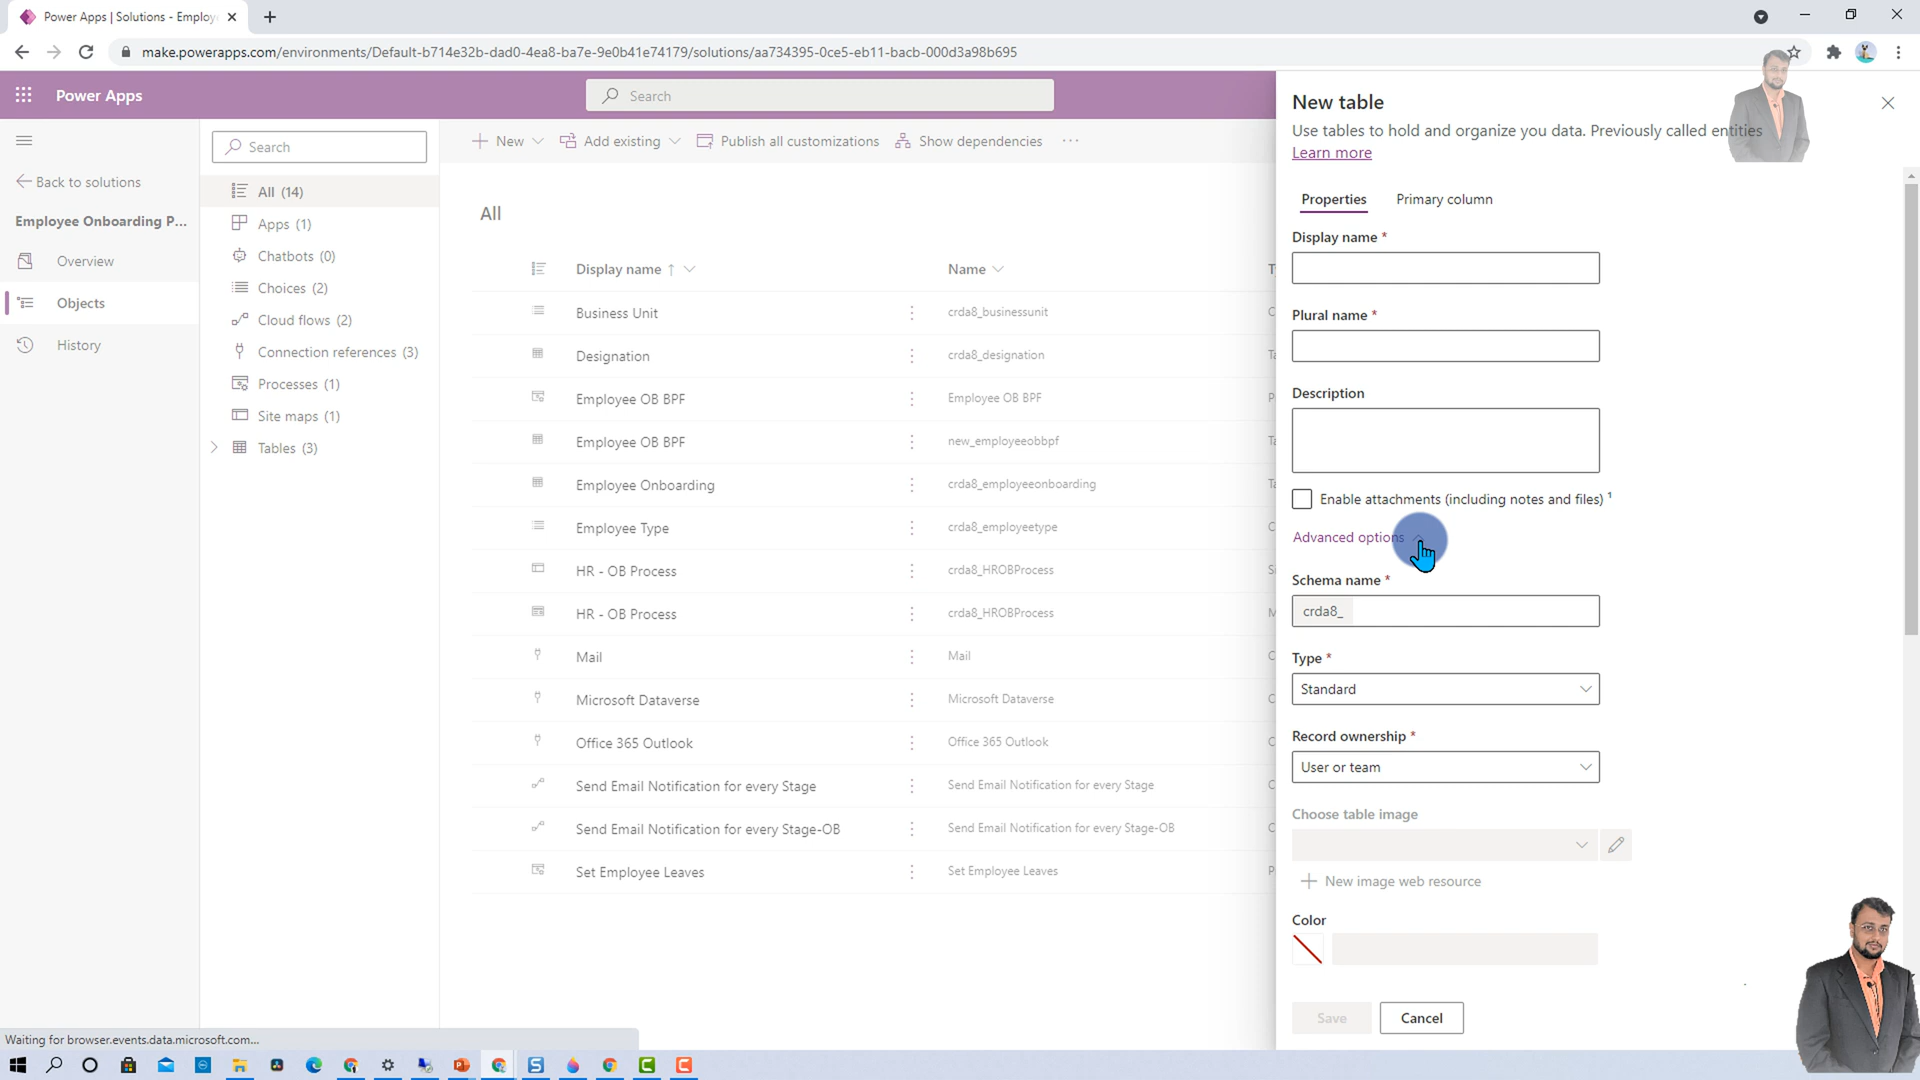 Power Apps | Solutions - Employ
make.powerapps.com/environments/Default-b714e32b-dad0-4ea8-ba7e-9e0b41e74179/solutions/aa734395-0ce5-eb11-bacb-000d3a98b695
Power Apps
Search
Back to solutions
Employee Onboarding P...
Overview
Objects
History
Search
All (14)
Apps (1)
Chatbots (0)
Choices (2)
Cloud flows (2)
Connection references (3)
Processes (1)
Site maps (1)
Tables (3)
New Add existing Publish all customizations Show dependencies ...
All
Display name ↑ Name T
Business Unit crda8_businessunit C
Designation crda8_designation Ta
Employee OB BPF Employee OB BPF P
Employee OB BPF new_employeeobbpf Ta
Employee Onboarding crda8_employeeonboarding Ta
Employee Type crda8_employeetype C
HR - OB Process crda8_HROBProcess Si
HR - OB Process crda8_HROBProcess M
Mail Mail C
Microsoft Dataverse Microsoft Dataverse C
Office 365 Outlook Office 365 Outlook C
Send Email Notification for every Stage Send Email Notification for every Stage C
Send Email Notification for every Stage-OB Send Email Notification for every Stage-OB C
Set Employee Leaves Set Employee Leaves P
New table
Use tables to hold and organize you data. Previously called entities
Learn more
Properties Primary column
Display name *
Plural name *
Description
Enable attachments (including notes and files) 1
Advanced options
Schema name *
crda8_
Type *
Standard
Record ownership *
User or team
Choose table image
New image web resource
Color
Save Cancel
Waiting for browser.events.data.microsoft.com...